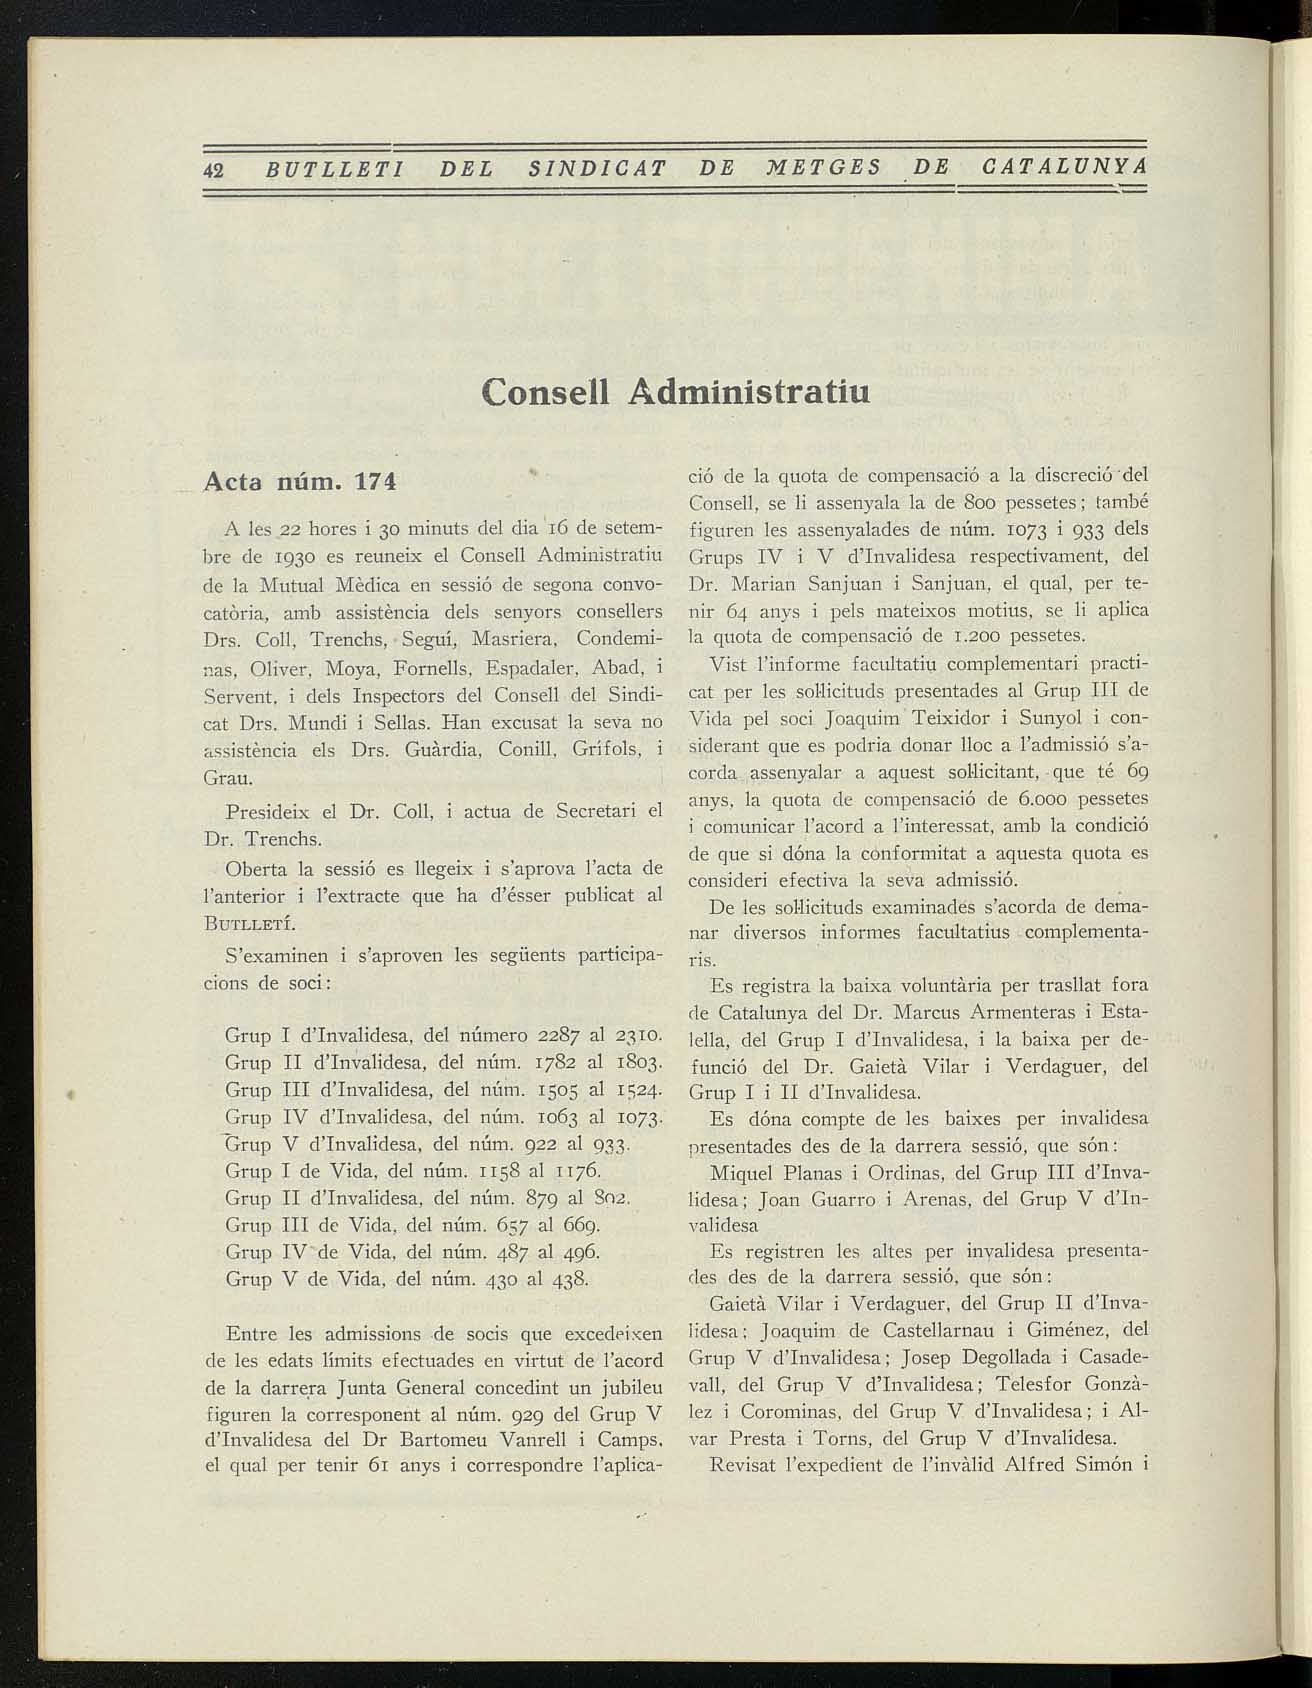 42 BUTLLETI DEL SINDICAT DE METGES DE CATALUNYA
Consell Administratiu
Acta núm. 174
A les 22 hores i 30 minuts del dia 16 de setem-
bre de 1930 es reuneix el Consell Administratiu
de la Mutual Mèdica en sessió de segona convo-
catòria, amb assistència dels senyors consellers
Drs. Coll, Trenchs, Seguí, Masriera, Condemi-
nas, Oliver, Moya, Fornells, Espadaler, Abad, i
Servent, i dels Inspectors del Consell del Sindi-
cat Drs. Mundi i Sellas. Han excusat la seva no
assistència els Drs. Guàrdia, Conill, Grífols, i
Grau.
Presideix el Dr. Coll, i actua de Secretari el
Dr. Trenchs.
Oberta la sessió es llegeix i s'aprova l'acta de
l'anterior i l'extracte que ha d'ésser publicat al
BUTLLETÍ.
S'examinen i s'aproven les següents participa-
cions de soci:
Grup I d'Invalidesa, del número 2287 al 2310.
Grup II d'Invalidesa, del núm. 1782 al 1803.
Grup III d'Invalidesa, del núm. 1505 al 1524.
Grup IV d'Invalidesa, del núm. 1063 al 1073.
Grup V d'Invalidesa, del núm. 922 al 933.
Grup I de Vida, del núm. 1158 al 1176.
Grup II d'Invalidesa, del núm. 879 al 802.
Grup III de Vida, del núm. 657 al 669.
Grup IV de Vida, del núm. 487 al 496.
Grup V de Vida, del núm. 430 al 438.
Entre les admissions de socis que excedeixen
de les edats límits efectuades en virtut de l'acord
de la darrera Junta General concedint un jubileu
figuren la corresponent al núm. 929 del Grup V
d'Invalidesa del Dr Bartomeu Vanrell i Camps,
el qual per tenir 61 anys i correspondre l'aplica-
ció de la quota de compensació a la discreció del
Consell, se li assenyala la de 800 pessetes; també
figuren les assenyalades de núm. 1073 i 933 dels
Grups IV i V d'Invalidesa respectivament, del
Dr. Marian Sanjuan i Sanjuan, el qual, per te-
nir 64 anys i pels mateixos motius, se li aplica
la quota de compensació de 1.200 pessetes.
Vist l'informe facultatiu complementari practi-
cat per les soŀlicituds presentades al Grup III de
Vida pel soci Joaquim Teixidor i Sunyol i con-
siderant que es podria donar lloc a l'admissió s'a-
corda assenyalar a aquest soŀlicitant, que té 69
anys, la quota de compensació de 6.000 pessetes
i comunicar l'acord a l'interessat, amb la condició
de que si dóna la conformitat a aquesta quota es
consideri efectiva la seva admissió.
De les soŀlicituds examinades s'acorda de dema-
nar diversos informes facultatius complementa-
ris.
Es registra la baixa voluntària per trasllat fora
de Catalunya del Dr. Marcus Armenteras i Esta-
lella, del Grup I d'Invalidesa, i la baixa per de-
funció del Dr. Gaietà Vilar i Verdaguer, del
Grup I i II d'Invalidesa.
Es dóna compte de les baixes per invalidesa
presentades des de la darrera sessió, que són:
Miquel Planas i Ordinas, del Grup III d'Inva-
lidesa; Joan Guarro i Arenas, del Grup V d'In-
validesa
Es registren les altes per invalidesa presenta-
des des de la darrera sessió, que són:
Gaietà Vilar i Verdaguer, del Grup II d'Inva-
lidesa; Joaquim de Castellarnau i Giménez, del
Grup V d'Invalidesa; Josep Degollada i Casade-
vall, del Grup V d'Invalidesa; Telesfor Gonzà-
lez i Corominas, del Grup V d'Invalidesa; i Al-
var Presta i Torns, del Grup V d'Invalidesa.
Revisat l'expedient de l'invàlid Alfred Simón i